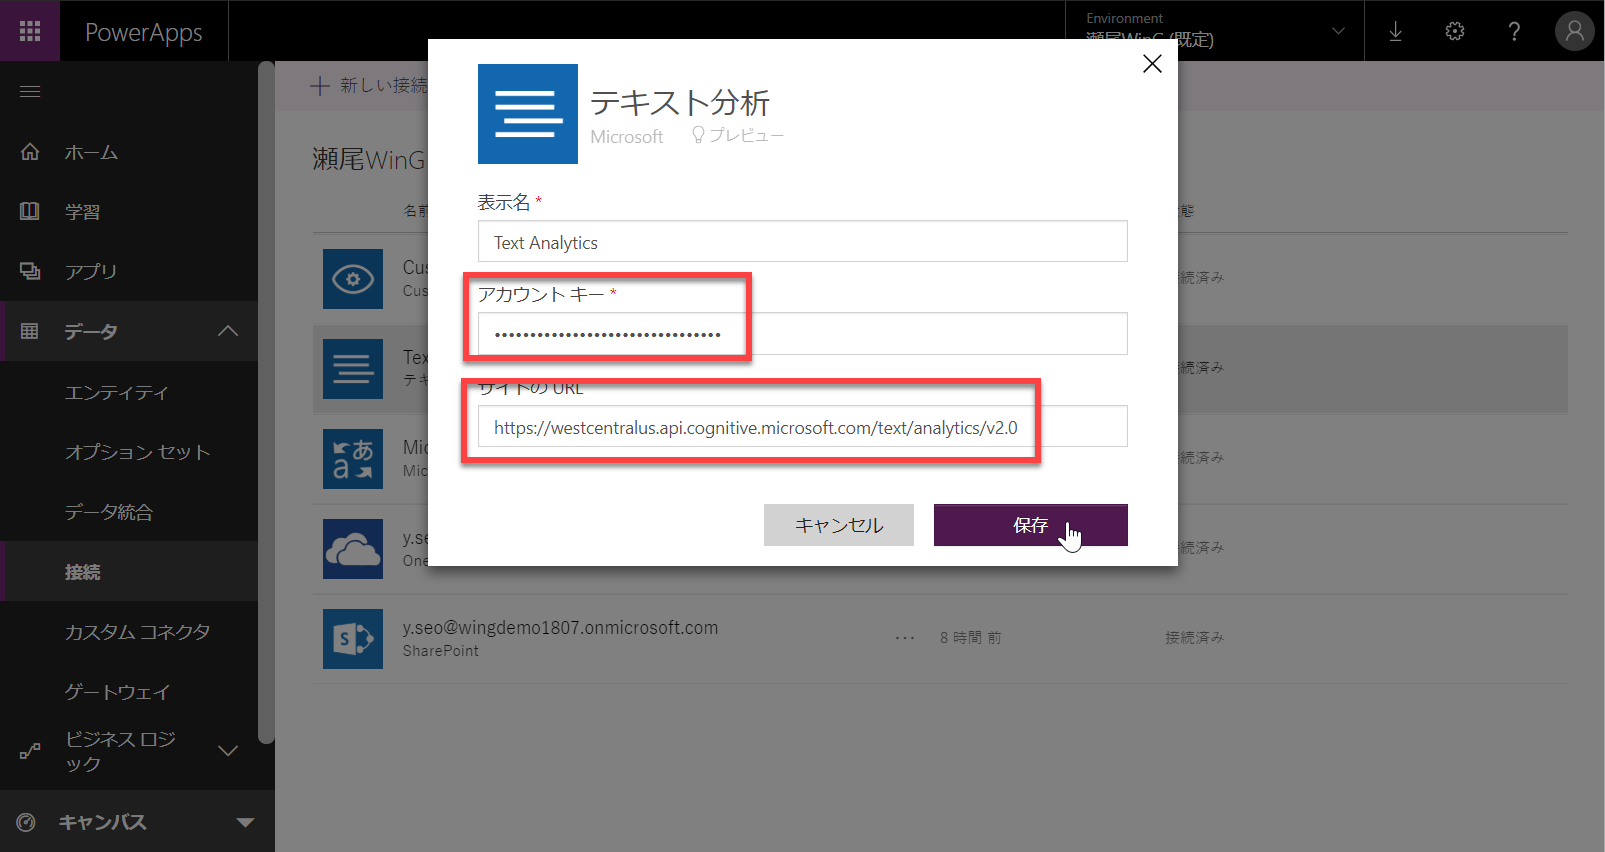 PowerApps
Environment
瀬尾WinG (既定)
ホーム
学習
アプリ
データ
エンティティ
オプション セット
データ統合
接続
カスタム コネクタ
ゲートウェイ
ビジネス ロジ
ック
キャンバス
新しい接続
瀬尾WinG
名前
状態
Cus
Cus
接続済み
Tex
テキ
接続済み
Mic
Mic
接続済み
y.se
One
接続済み
y.seo@wingdemo1807.onmicrosoft.com
SharePoint
8 時間 前
接続済み
テキスト分析
Microsoft
プレビュー
表示名 *
Text Analytics
アカウント キー *
••••••••••••••••••••••••••••••••
サイトの URL
https://westcentralus.api.cognitive.microsoft.com/text/analytics/v2.0
キャンセル
保存